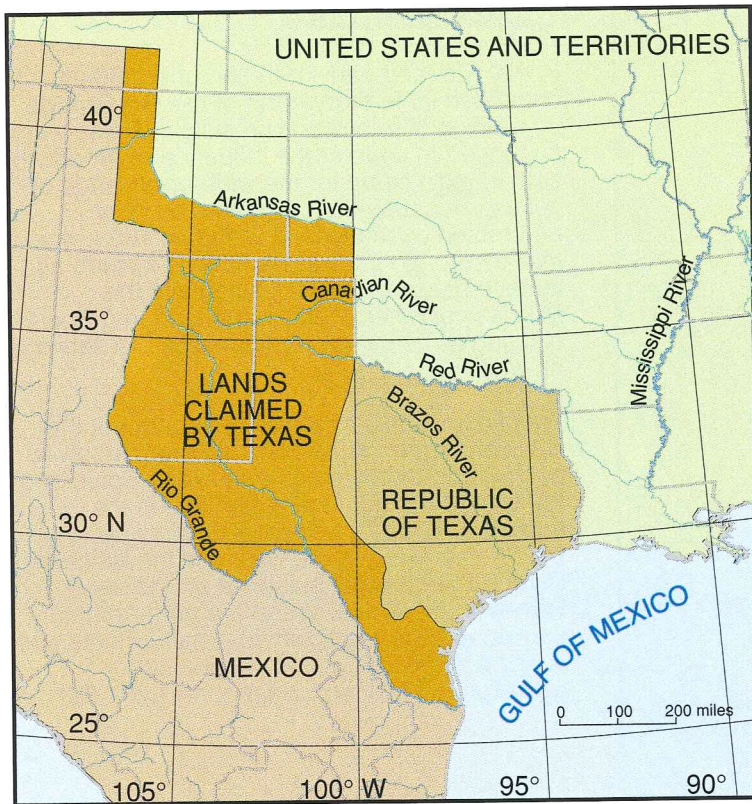 UNITED STATES AND TERRITORIES
40°
Arkansas River
Canadian River
35°
Red River
Mississippi River
LANDS
CLAIMED
BY TEXAS
Brazos River
Rio Grande
REPUBLIC
OF TEXAS
30° N
GULF OF MEXICO
MEXICO
0 100 200 miles
25°
105°
100° W
95°
90°